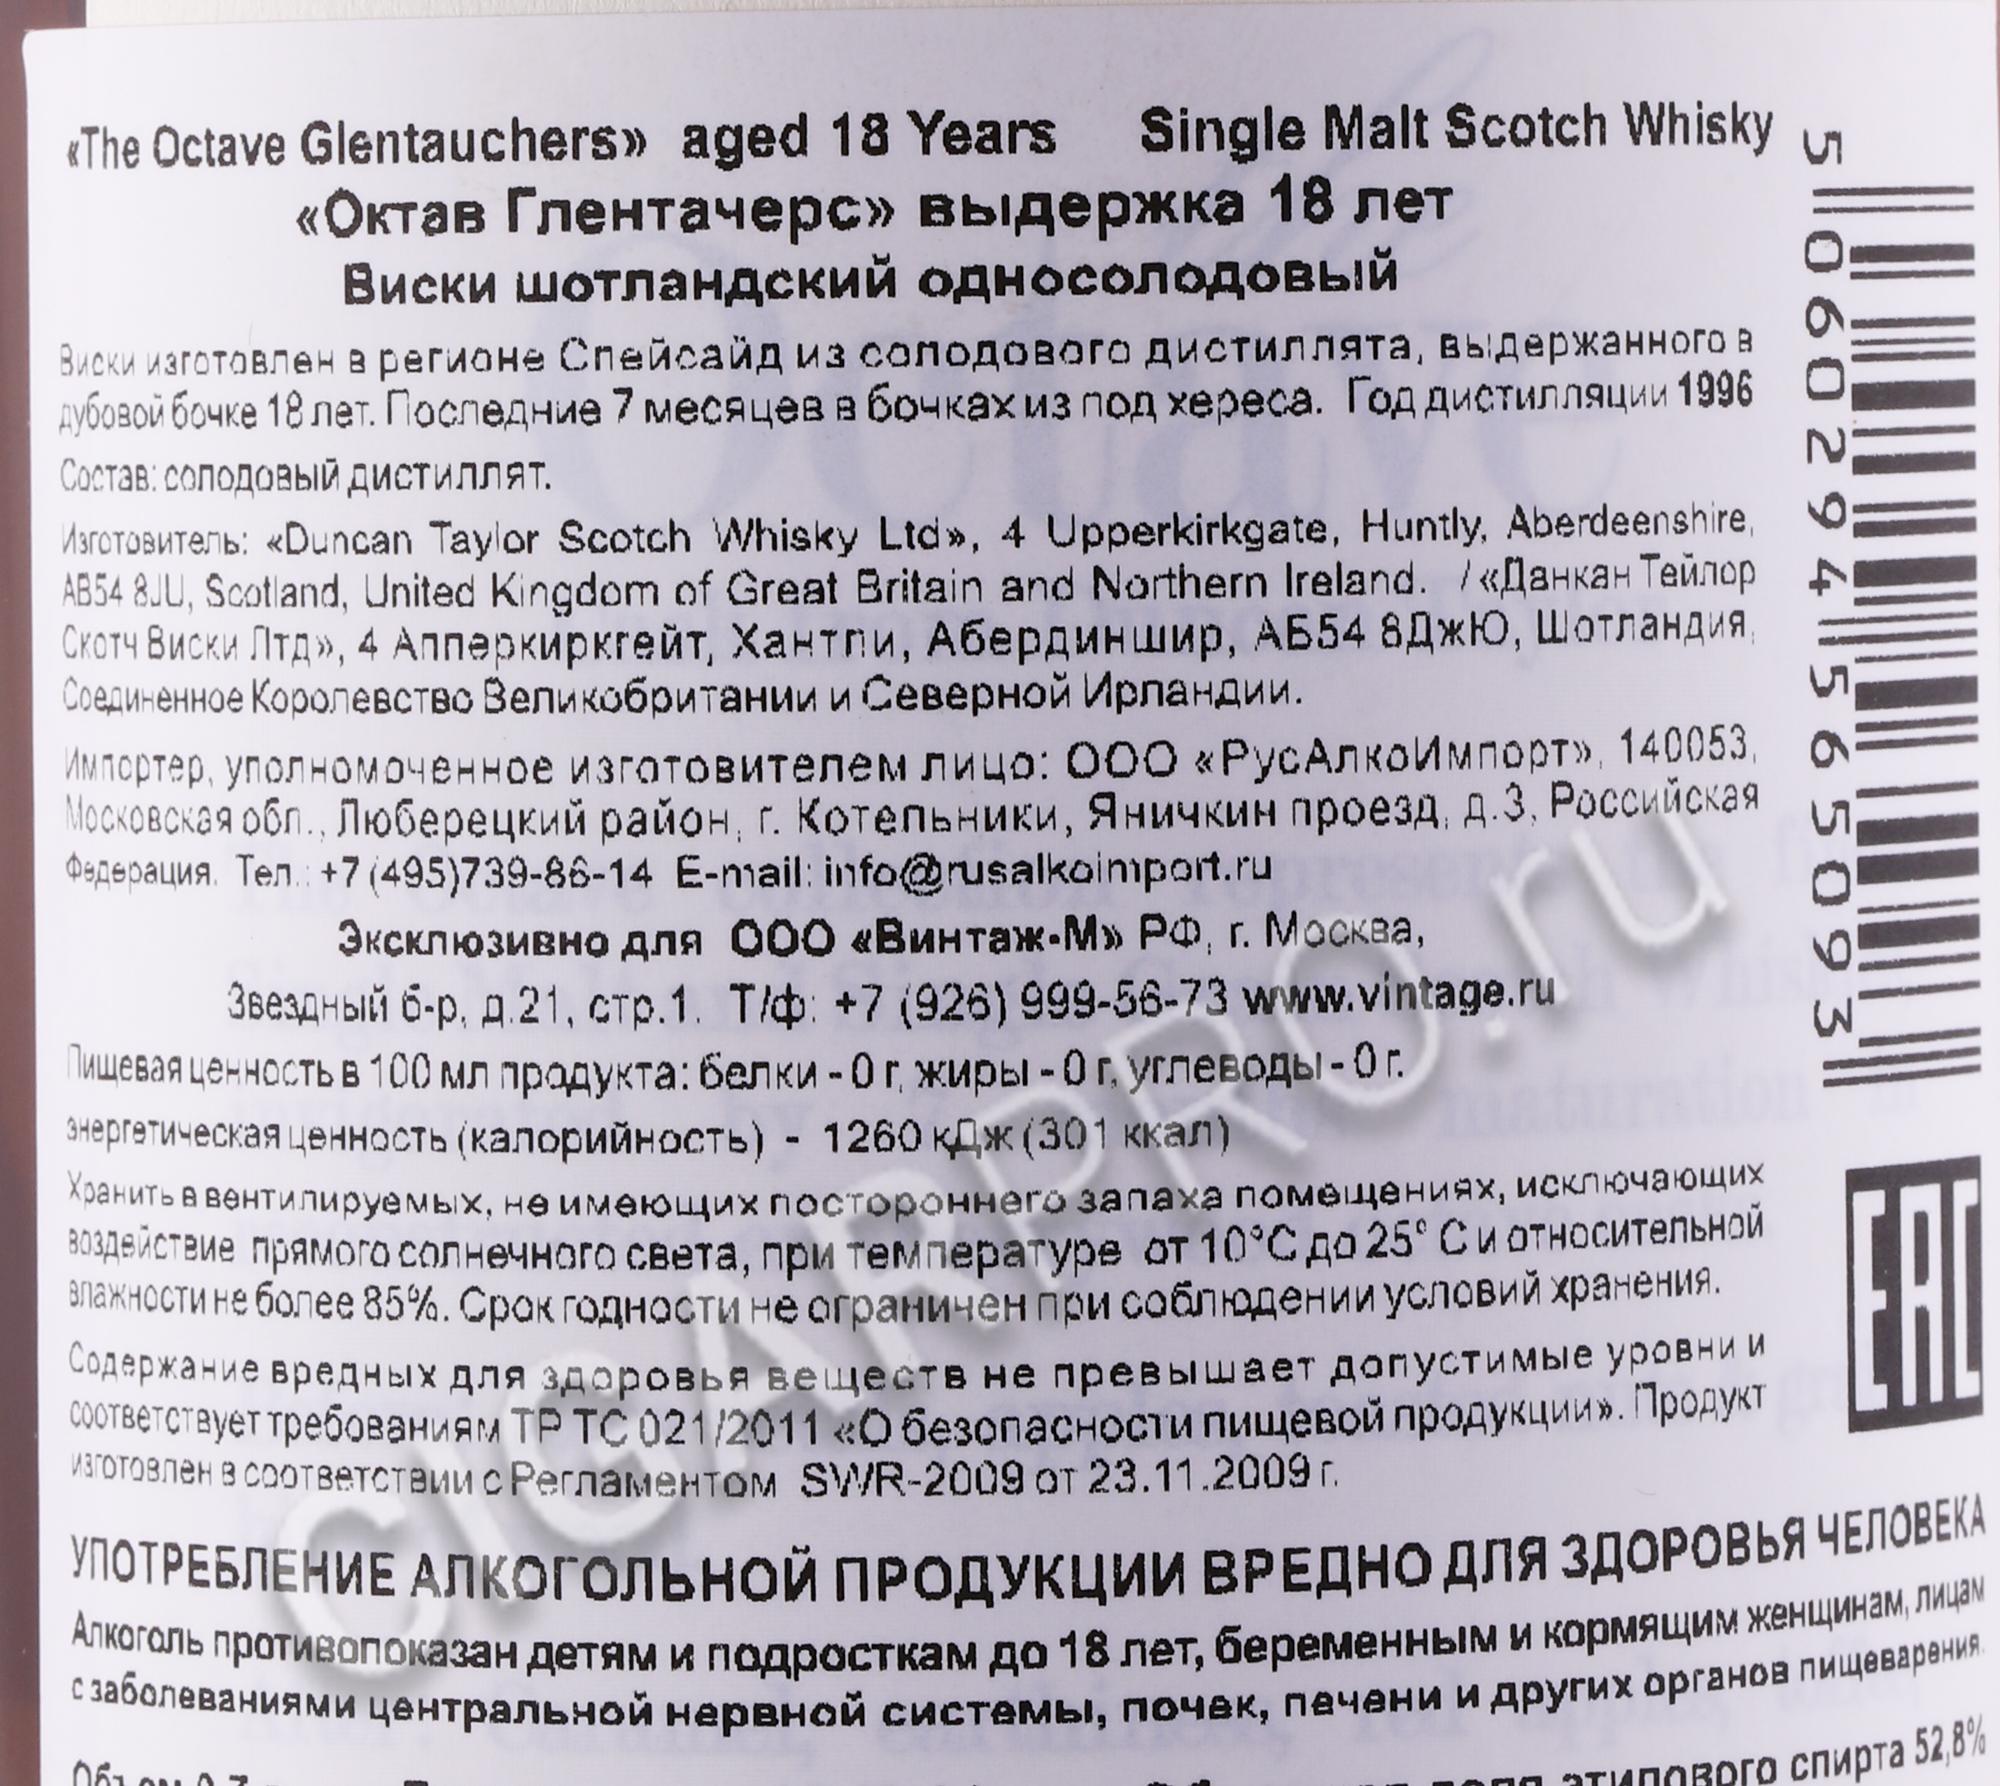 «The Octave Glentauchers» aged 18 Years Single Malt Scotch Whisky
«Октав Глентачерс» выдержка 18 лет
Виски шотландский односолодовый
Виски изготовлен в регионе Спейсайд из солодового дистиллята, выдержанного в
дубовой бочке 18 лет. Последние 7 месяцев в бочках из под хереса. Год дистилляции 1996
Состав: солодовый дистиллят.
Изготовитель: «Duncan Taylor Scotch Whisky Ltd», 4 Upperkirkgate, Huntly, Aberdeenshire,
AB54 8JU, Scotland, United Kingdom of Great Britain and Northern Ireland. / «Данкан Тейлор
Скотч Виски Лтд», 4 Апперкиркгейт, Хантли, Абердиншир, АБ54 8ДжЮ, Шотландия,
Соединенное Королевство Великобритании и Северной Ирландии.
Импортер, уполномоченное изготовителем лицо: ООО «РусАлкоИмпорт», 140053,
Московская обл., Люберецкий район, г. Котельники, Яничкин проезд, д.3, Российская
Федерация. Тел.: +7 (495)739-86-14 E-mail: info@rusalkoimport.ru
Эксклюзивно для ООО «Винтаж-М» РФ, г. Москва,
Звездный б-р, д.21, стр.1. Т/ф: +7 (926) 999-56-73 www.vintage.ru
Пищевая ценность в 100 мл продукта: белки - 0 г, жиры - 0 г, углеводы - 0 г.
энергетическая ценность (калорийность) - 1260 кДж (301 ккал)
Хранить в вентилируемых, не имеющих постороннего запаха помещениях, исключающих
воздействие прямого солнечного света, при температуре от 10°С до 25° С и относительной
влажности не более 85%. Срок годности не ограничен при соблюдении условий хранения.
Содержание вредных для здоровья веществ не превышает допустимые уровни и
соответствует требованиям ТР ТС 021/2011 «О безопасности пищевой продукции». Продукт
изготовлен в соответствии с Регламентом SWR-2009 от 23.11.2009 г.
УПОТРЕБЛЕНИЕ АЛКОГОЛЬНОЙ ПРОДУКЦИИ ВРЕДНО ДЛЯ ЗДОРОВЬЯ ЧЕЛОВЕКА
Алкоголь противопоказан детям и подросткам до 18 лет, беременным и кормящим женщинам, лицам
с заболеваниями центральной нервной системы, почек, печени и других органов пищеварения.
этилового спирта 52,8%
5 060294 565093
EAC
CIGARPRO.ru